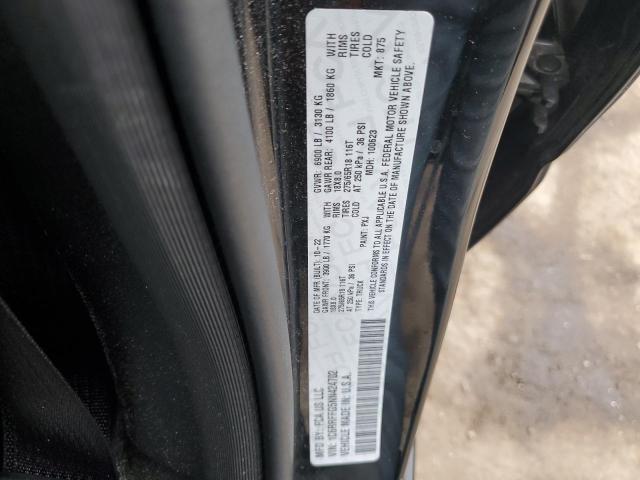 MFD BY: FCA US LLC
DATE OF MFR (BUILT): 10-22
GVWR: 6900 LB / 3130 KG
GAWR FRONT: 3900 LB / 1770 KG WITH
18X8.0 RIMS
275/65R18 116T TIRES
AT 250 kPa / 36 PSI COLD
GAWR REAR: 4100 LB / 1860 KG WITH
18X8.0 RIMS
275/65R18 116T TIRES
AT 250 kPa / 36 PSI COLD
VIN: 1C6RRFFG5NN424702
TYPE: TRUCK
PAINT: PXJ
MDH: 100623
MKT: 875
VEHICLE MADE IN: U.S.A.
THIS VEHICLE CONFORMS TO ALL APPLICABLE U.S.A. FEDERAL MOTOR VEHICLE SAFETY
STANDARDS IN EFFECT ON THE DATE OF MANUFACTURE SHOWN ABOVE.